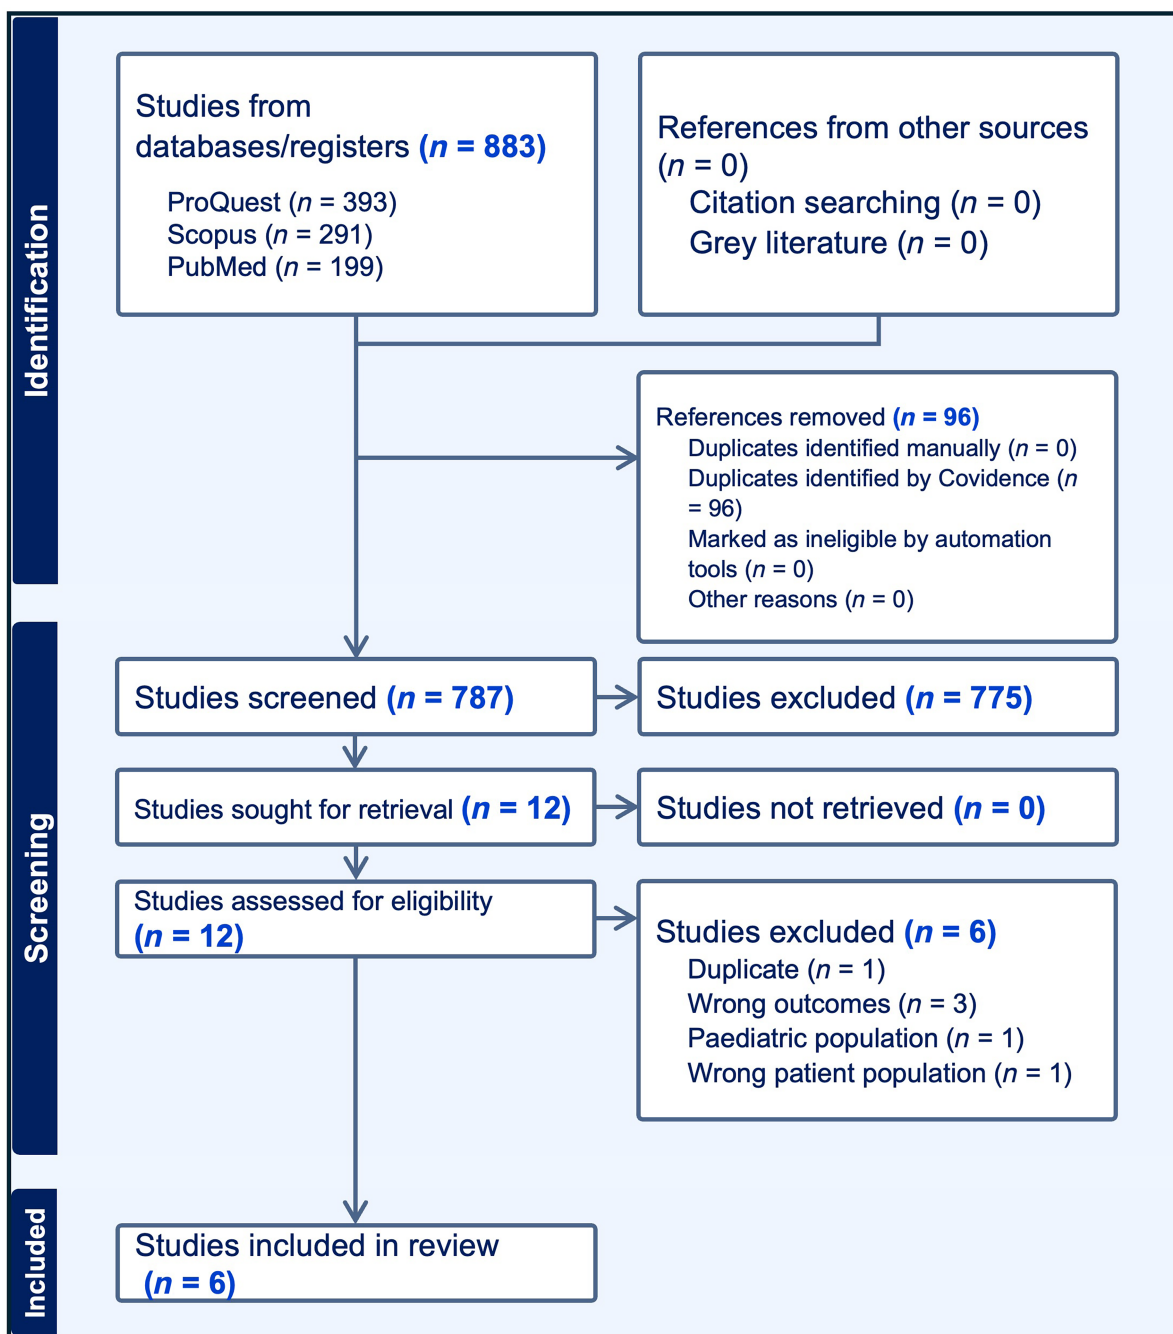 Identification
Studies from
databases/registers (n = 883)
ProQuest (n = 393)
Scopus (n = 291)
PubMed (n = 199)
References from other sources
(n = 0)
Citation searching (n = 0)
Grey literature (n = 0)
References removed (n = 96)
Duplicates identified manually (n = 0)
Duplicates identified by Covidence (n
= 96)
Marked as ineligible by automation
tools (n = 0)
Other reasons (n = 0)
Screening
Studies screened (n = 787)
Studies excluded (n = 775)
Studies sought for retrieval (n = 12)
Studies not retrieved (n = 0)
Studies assessed for eligibility
(n = 12)
Studies excluded (n = 6)
Duplicate (n = 1)
Wrong outcomes (n = 3)
Paediatric population (n = 1)
Wrong patient population (n = 1)
Included
Studies included in review
(n = 6)